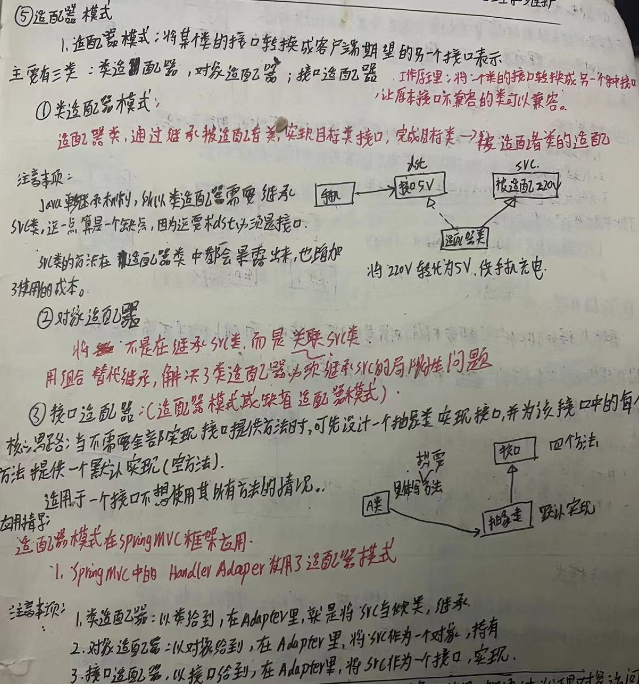 ⑤适配器模式
1.适配器模式:将某个类的接口转换成客户端期望的另一个接口表示
主要有三类:类适配器,对象适配器;接口适配器
工作原理:将一个类的接口转换成另一种接口
,让原本接口不兼容的类可以兼容。
①类适配器模式:
适配器类,通过继承被适配者类,实现目标类接口,完成目标类→被适配者类的适配
注意事项:
Java单继承机制,所以类适配器需要继承
src类,这一点算是一个缺点,因为这要求dst必须是接口.
src类的方法在适配器类中都会暴露出来,也增加
了使用的成本。
手机
dst
接口5V
src
被适配220V
适配器类
将220V转化为5V,供手机充电.
②对象适配器
不是在继承src类,而是关联src类.
用组合替代继承,解决了类适配器必须继承src的局限性问题
③接口适配器:(适配器模式或缺省适配器模式).
核心思路:当不需要全部实现接口提供方法时,可先设计一个抽象类实现接口,并为该接口中的每个
方法提供一个默认实现(空方法).
适用于一个接口不想使用其所有方法的情况.
A类
想要
具体方法
接口
四个方法
抽象类
默认实现
应用情景:
适配器模式在SpringMVC框架应用.
1. SpringMVC中的 Handler Adaper 使用了适配器模式
注意事项:
1.类适配器:以类给到,在Adapter里,就是将src当做类,继承
2.对象适配器:以对象给到,在Adapter里,将src作为一个对象,持有
3.接口适配器,以接口给到,在Adapter里,将src作为一个接口,实现.